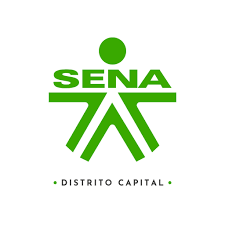 SENA
• DISTRITO CAPITAL •